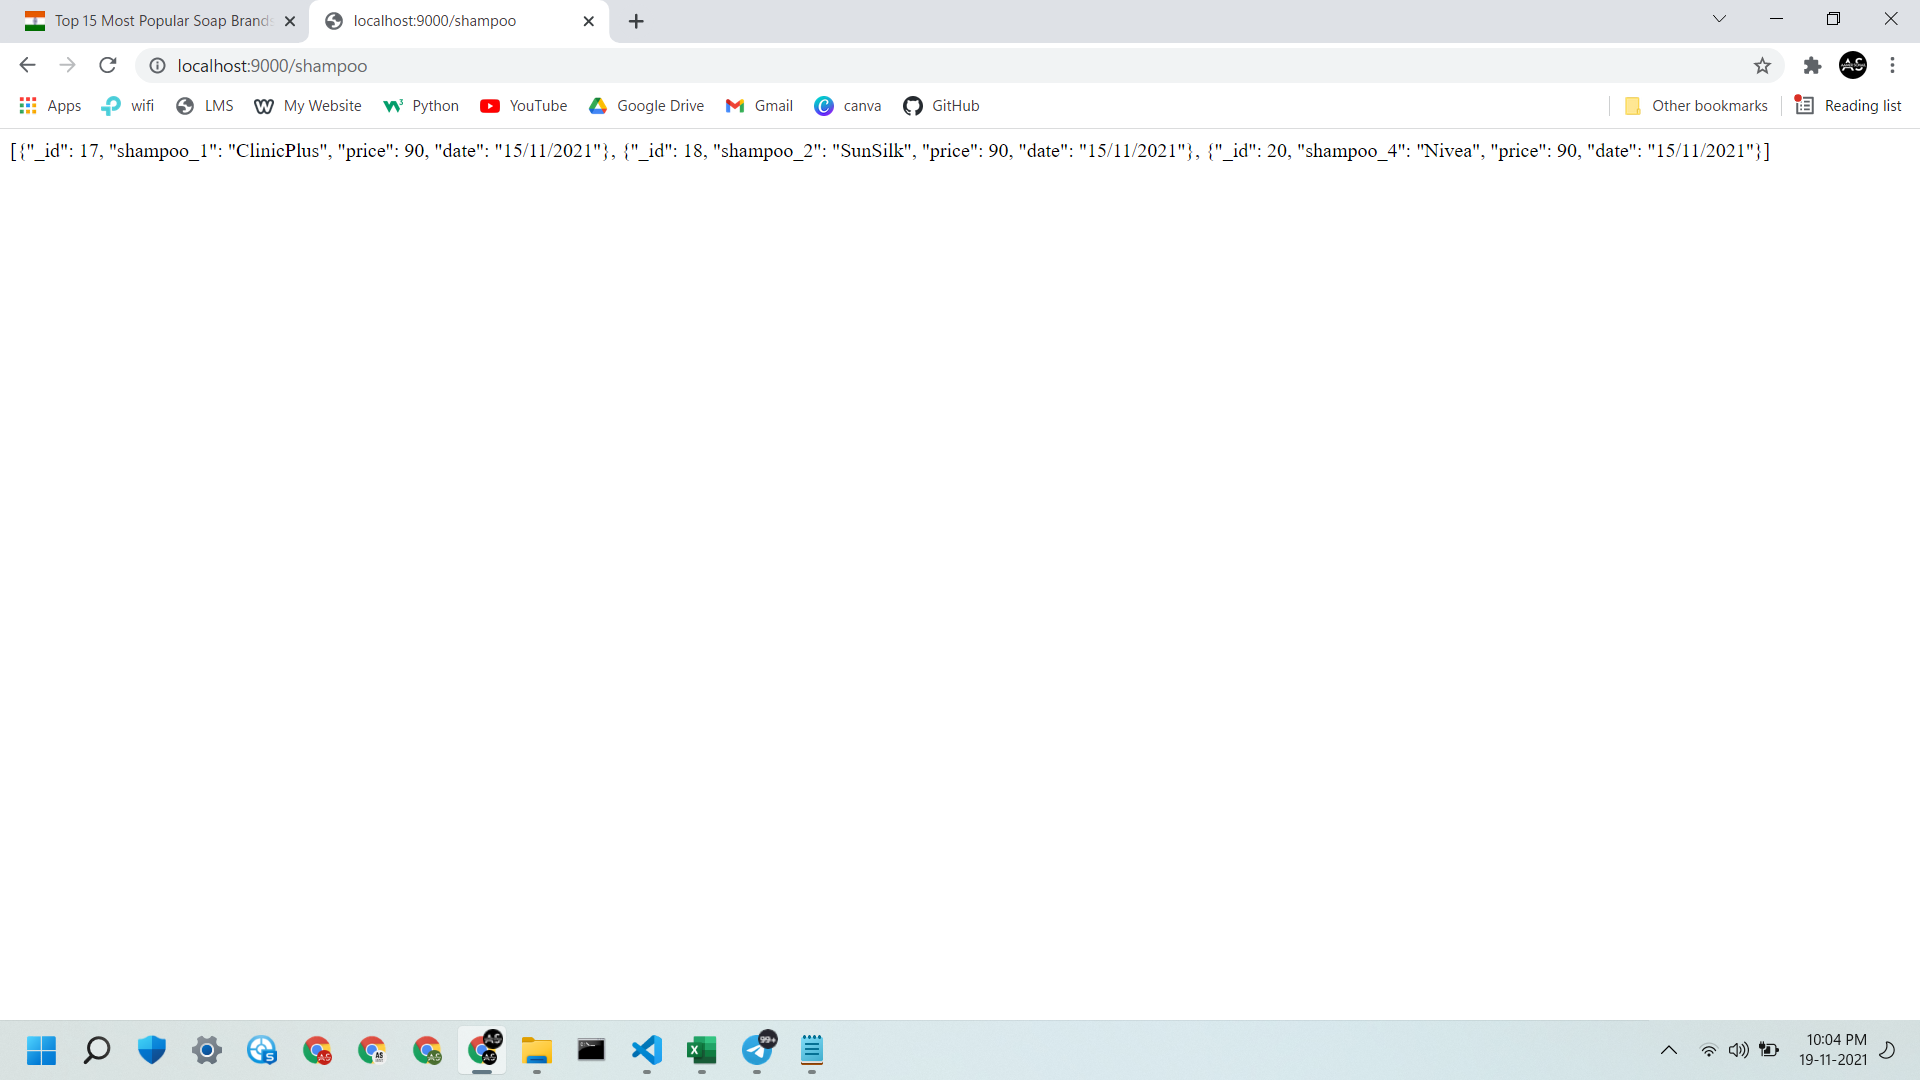 Top 15 Most Popular Soap Brands
localhost:9000/shampoo
localhost:9000/shampoo
Apps wifi LMS My Website Python YouTube Google Drive Gmail canva GitHub Other bookmarks Reading list
[{"_id": 17, "shampoo_1": "ClinicPlus", "price": 90, "date": "15/11/2021"}, {"_id": 18, "shampoo_2": "SunSilk", "price": 90, "date": "15/11/2021"}, {"_id": 20, "shampoo_4": "Nivea", "price": 90, "date": "15/11/2021"}]
99+
10:04 PM
19-11-2021